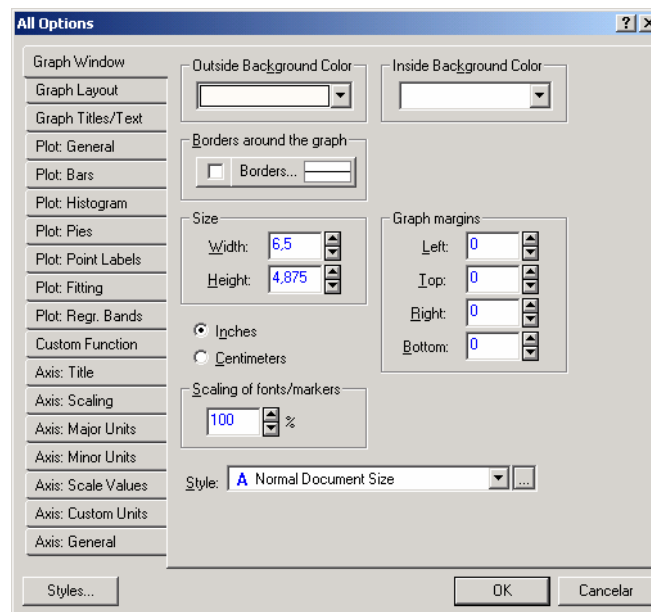 All Options
Graph Window
Graph Layout
Graph Titles/Text
Plot: General
Plot: Bars
Plot: Histogram
Plot: Pies
Plot: Point Labels
Plot: Fitting
Plot: Regr. Bands
Custom Function
Axis: Title
Axis: Scaling
Axis: Major Units
Axis: Minor Units
Axis: Scale Values
Axis: Custom Units
Axis: General
Outside Background Color
Inside Background Color
Borders around the graph
Borders...
Size
Width: 6,5
Height: 4,875
Graph margins
Left: 0
Top: 0
Right: 0
Bottom: 0
Inches
Centimeters
Scaling of fonts/markers
100 %
Style: A Normal Document Size ...
Styles...
OK
Cancelar